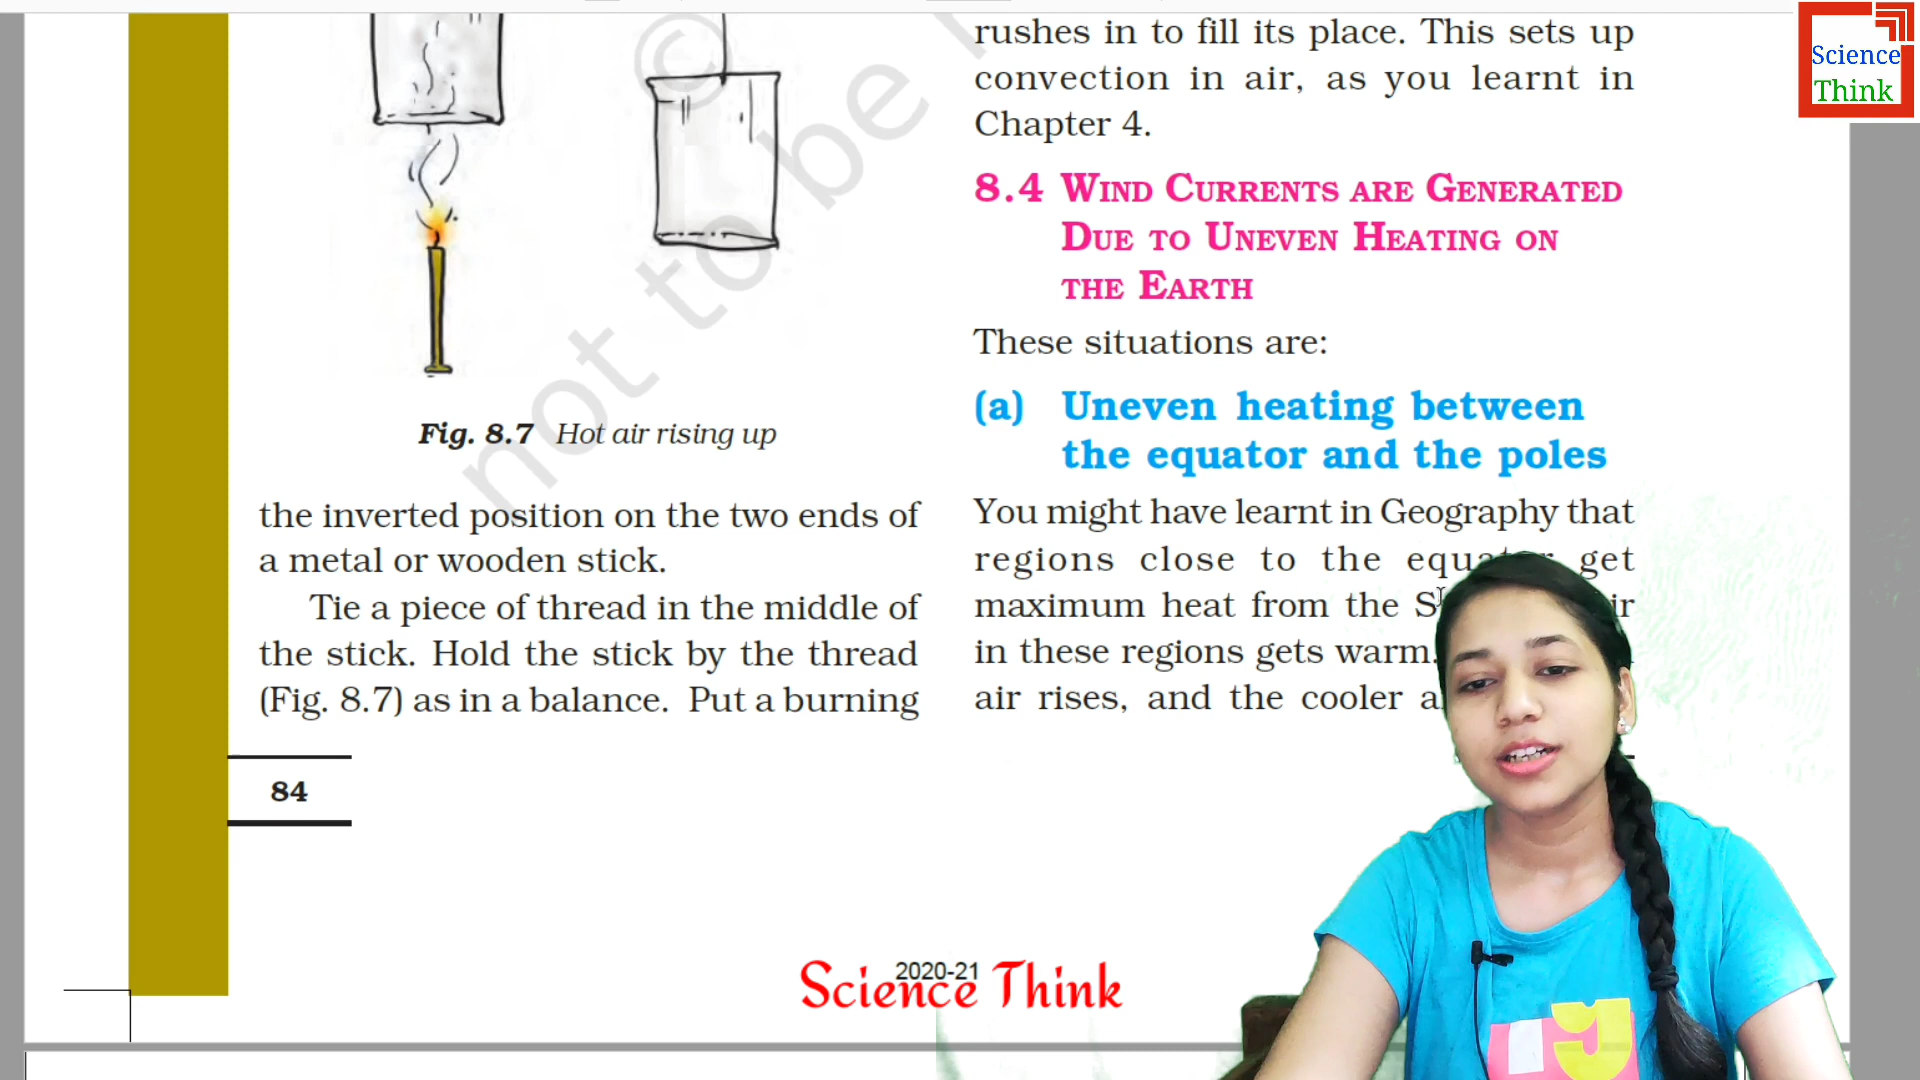 Fig. 8.7 Hot air rising up
the inverted position on the two ends of
a metal or wooden stick.
Tie a piece of thread in the middle of
the stick. Hold the stick by the thread
(Fig. 8.7) as in a balance. Put a burning
84
rushes in to fill its place. This sets up
convection in air, as you learnt in
Chapter 4.
8.4 WIND CURRENTS ARE GENERATED
DUE TO UNEVEN HEATING ON
THE EARTH
These situations are:
(a) Uneven heating between
the equator and the poles
You might have learnt in Geography that
regions close to the get
maximum heat from the
in these regions gets warm.
air rises, and the cooler
not to be
©
2020-21
Science Think
Science
Think